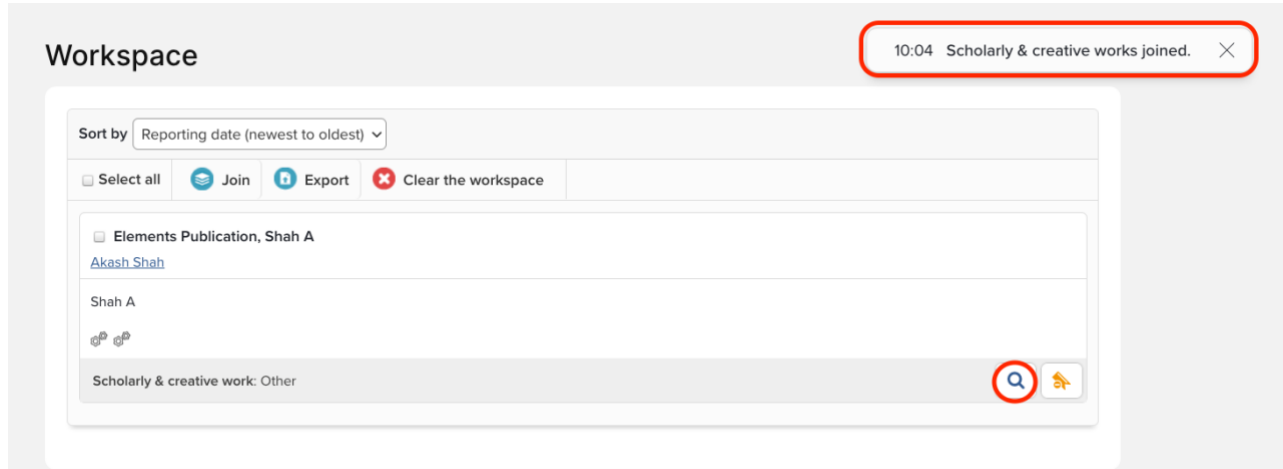 Workspace
10:04 Scholarly & creative works joined.
Sort by Reporting date (newest to oldest)
Select all Join Export Clear the workspace
Elements Publication, Shah A
Akash Shah
Shah A
Scholarly & creative work: Other